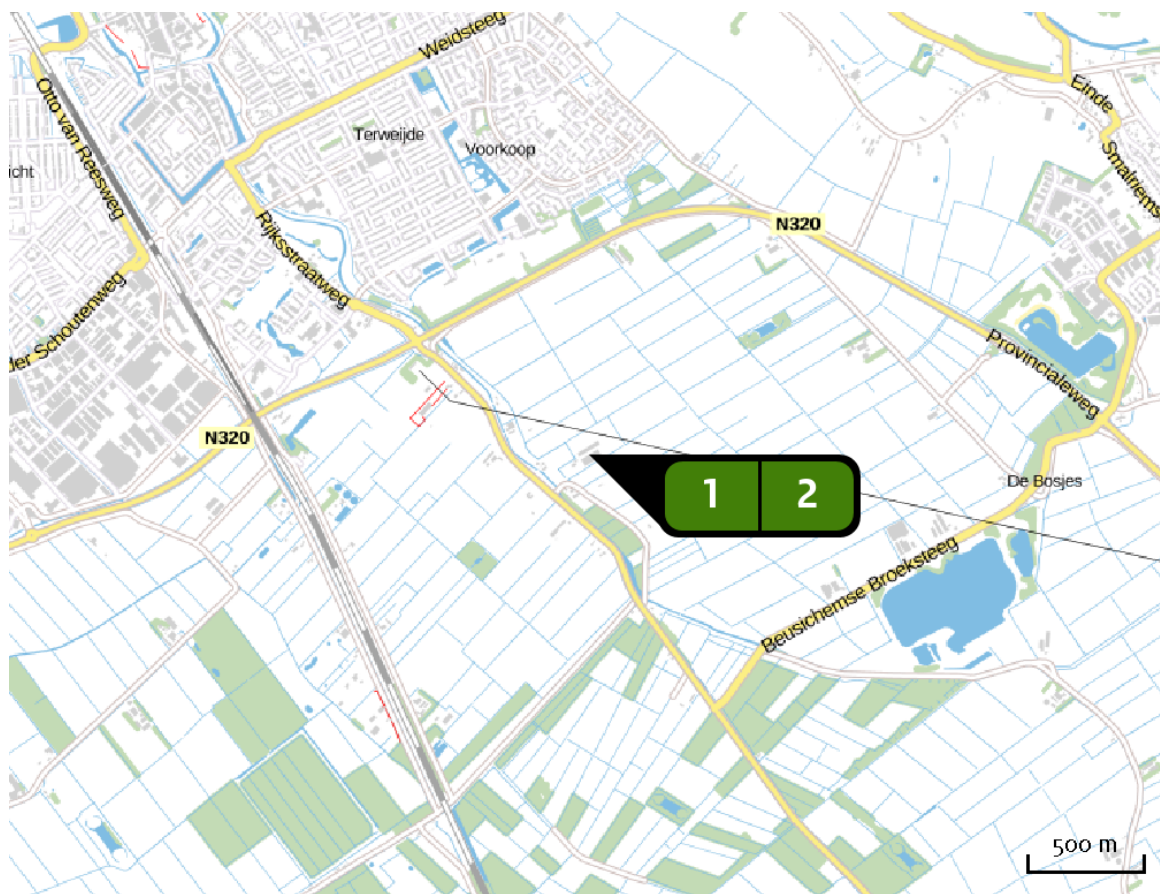 Weidsteeg
Otto van Reesweg
Terweijde
Voorkoop
Einde
Smalriems
icht
Rijksstraatweg
N320
der Schoutenweg
Provincialeweg
N320
De Bosjes
1 2
Beusichemse Broeksteeg
500 m